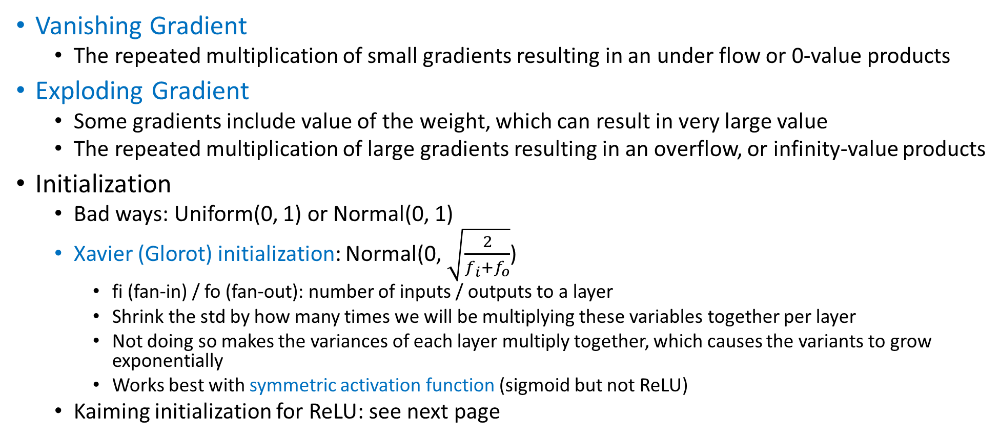 • Vanishing Gradient
• The repeated multiplication of small gradients resulting in an under flow or 0-value products
• Exploding Gradient
• Some gradients include value of the weight, which can result in very large value
• The repeated multiplication of large gradients resulting in an overflow, or infinity-value products
• Initialization
• Bad ways: Uniform(0, 1) or Normal(0, 1)
• Xavier (Glorot) initialization: Normal(0, √(2/(fᵢ+fₒ)))
• fi (fan-in) / fo (fan-out): number of inputs / outputs to a layer
• Shrink the std by how many times we will be multiplying these variables together per layer
• Not doing so makes the variances of each layer multiply together, which causes the variants to grow
exponentially
• Works best with symmetric activation function (sigmoid but not ReLU)
• Kaiming initialization for ReLU: see next page